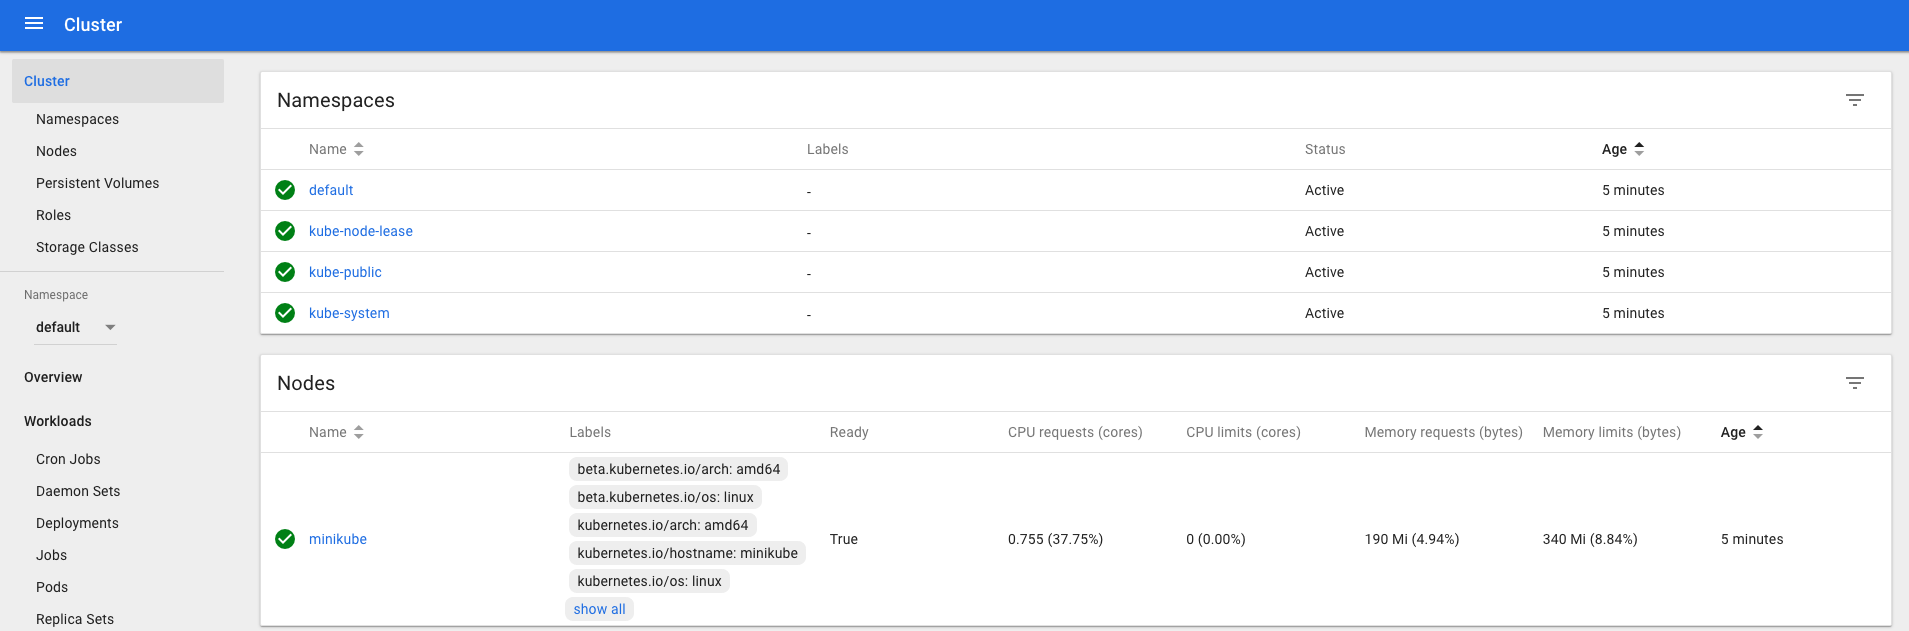 Cluster
Cluster
Namespaces
Nodes
Persistent Volumes
Roles
Storage Classes
Namespace
default
Overview
Workloads
Cron Jobs
Daemon Sets
Deployments
Jobs
Pods
Replica Sets
Namespaces
Name Labels Status Age
default - Active 5 minutes
kube-node-lease - Active 5 minutes
kube-public - Active 5 minutes
kube-system - Active 5 minutes
Nodes
Name Labels Ready CPU requests (cores) CPU limits (cores) Memory requests (bytes) Memory limits (bytes) Age
beta.kubernetes.io/arch: amd64
beta.kubernetes.io/os: linux
kubernetes.io/arch: amd64
minikube True 0.755 (37.75%) 0 (0.00%) 190 Mi (4.94%) 340 Mi (8.84%) 5 minutes
kubernetes.io/hostname: minikube
kubernetes.io/os: linux
show all